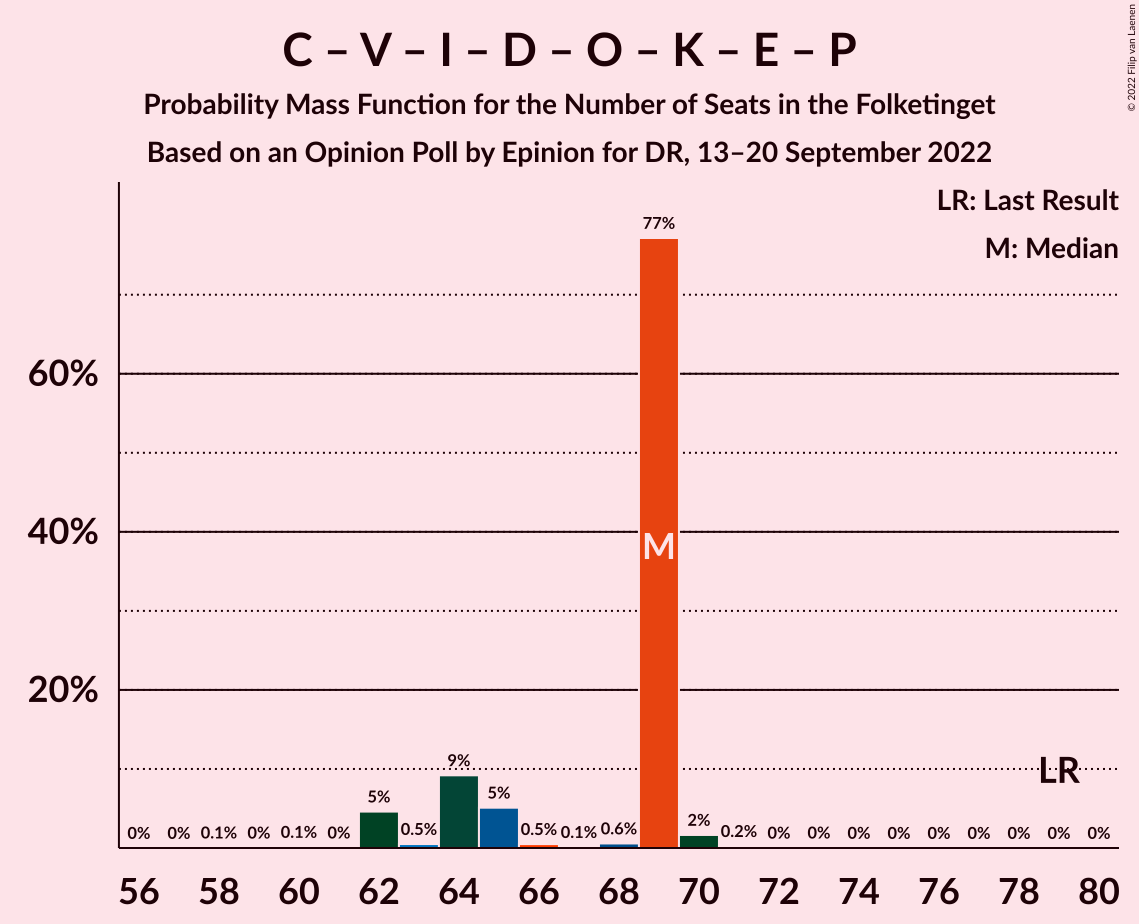 C – V – I – D – O – K – E – P
Probability Mass Function for the Number of Seats in the Folketinget
Based on an Opinion Poll by Epinion for DR, 13–20 September 2022
© 2022 Filip van Laenen
LR: Last Result
M: Median
77%
60%
M
40%
20%
LR
0% 0% 0.1% 0% 0.1% 0% 5% 0.5% 9% 5% 0.5% 0.1% 0.6% 2% 0.2% 0% 0% 0% 0% 0% 0% 0% 0% 0%
56 58 60 62 64 66 68 70 72 74 76 78 80